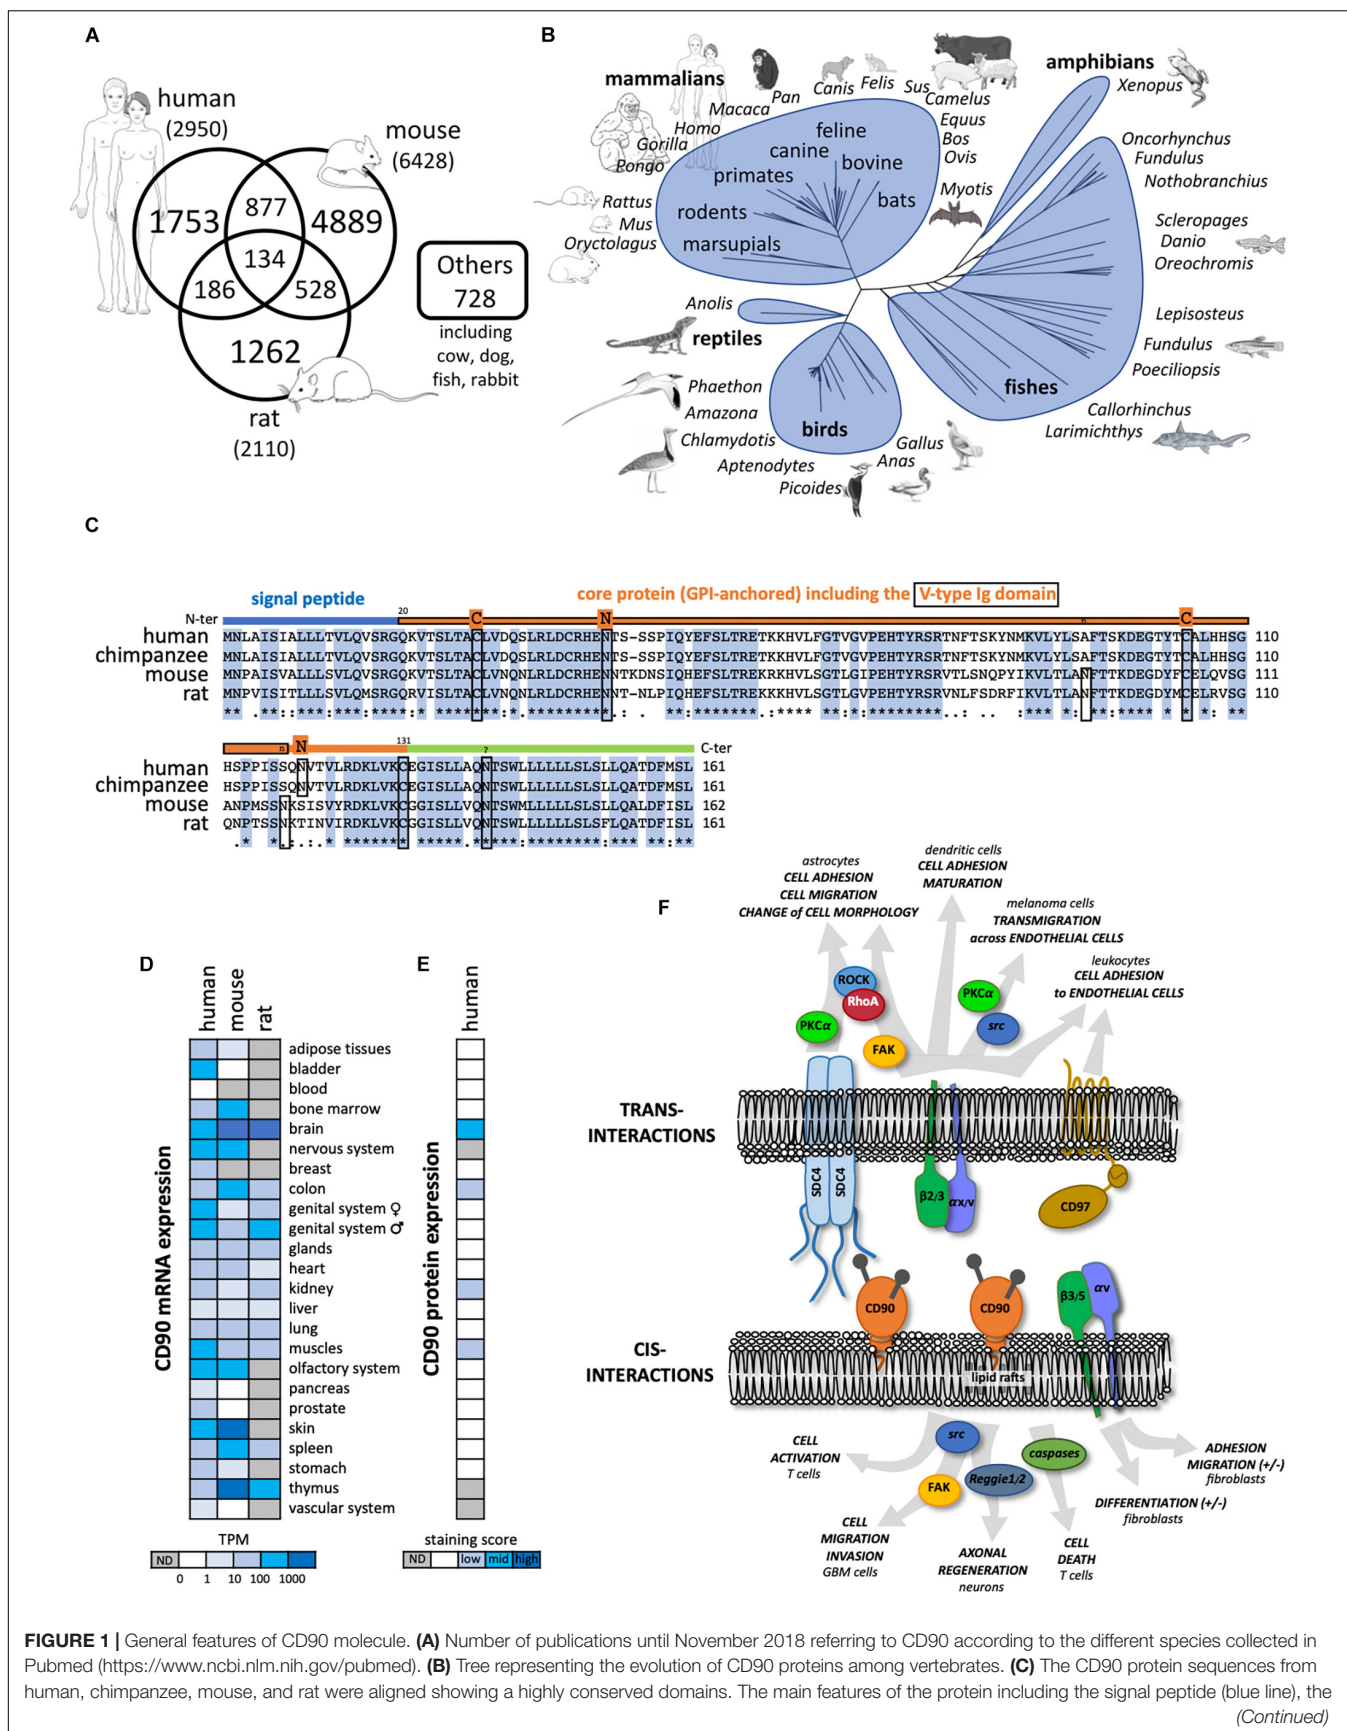 A
human
(2950)
mouse
(6428)
1753
877
4889
134
186
528
1262
rat
(2110)
Others
728
including
cow, dog,
fish, rabbit
B
mammalians
amphibians
Xenopus
Pan
Canis
Felis
Sus
Camelus
Macaca
Homo
Gorilla
Pongo
Equus
Bos
Ovis
Myotis
Rattus
Mus
Oryctolagus
feline
canine
bovine
primates
bats
rodents
marsupials
Oncorhynchus
Fundulus
Nothobranchius
Scleropages
Danio
Oreochromis
Lepisosteus
Fundulus
Poeciliopsis
Callorhinchus
Larimichthys
fishes
Anolis
reptiles
Phaethon
Amazona
Chlamydotis
Aptenodytes
Picoides
Anas
Gallus
birds
C
signal peptide
core protein (GPI-anchored) including the V-type Ig domain
N-ter 20 C N n C
human MNLAISIALLLTVLQVSRGQKVTSLTACLVDQSLRLDCRHENTS-SSPIQYEFSLTRETKKHVLFGTVGVPEHTYRSRTNFTSKYNMKVLYLSAFTSKDEGTYTCALHHSG 110
chimpanzee MNLAISIALLLTVLQVSRGQKVTSLTACLVDQSLRLDCRHENTS-SSPIQYEFSLTRETKKHVLFGTVGVPEHTYRSRTNFTSKYNMKVLYLSAFTSKDEGTYTCALHHSG 110
mouse MNPAISVALLLSVLQVSRGQKVTSLTACLVNQNLRLDCRHENNTKDNSIQHEFSLTREKRKHVLSGTLGIPEHTYRSRVTLSNQPYIKVLTLANFTTKDEGDYFCELQVSG 111
rat MNPVISITLLLSVLQMSRGQRVISLTACLVNQNLRLDCRHENNT-NLPIQHEFSLTREKKKHVLSGTLGVPEHTYRSRVNLFSDRFIKVLTLANFTTKDEGDYMCELRVSG 110
n N 131 ? C-ter
human HSPPISSQNVTVLRDKLVKCEGISLLAQNTSWLLLLLLSLSLLQATDFMSL 161
chimpanzee HSPPISSQNVTVLRDKLVKCEGISLLAQNTSWLLLLLLSLSLLQATDFMSL 161
mouse ANPMSSNKSISVYRDKLVKCGGISLLVQNTSWMLLLLLSLSLLQALDFISL 162
rat QNPTSSNKTINVIRDKLVKCGGISLLVQNTSWLLLLLLSLSFLQATDFISL 161
D
human
mouse
rat
CD90 mRNA expression
adipose tissues
bladder
blood
bone marrow
brain
nervous system
breast
colon
genital system ♀
genital system ♂
glands
heart
kidney
liver
lung
muscles
olfactory system
pancreas
prostate
skin
spleen
stomach
thymus
vascular system
TPM
ND
0 1 10 100 1000
E
human
CD90 protein expression
staining score
ND low mid high
F
astrocytes
CELL ADHESION
CELL MIGRATION
CHANGE of CELL MORPHOLOGY
dendritic cells
CELL ADHESION
MATURATION
melanoma cells
TRANSMIGRATION
across ENDOTHELIAL CELLS
leukocytes
CELL ADHESION
to ENDOTHELIAL CELLS
ROCK
RhoA
PKCα
FAK
PKCα
src
TRANS-
INTERACTIONS
SDC4
SDC4
β2/3
αx/v
CD97
CD90
CD90
β3/5
αv
CIS-
INTERACTIONS
lipid rafts
src
FAK
Reggie1/2
caspases
CELL
ACTIVATION
T cells
CELL
MIGRATION
INVASION
GBM cells
AXONAL
REGENERATION
neurons
CELL
DEATH
T cells
DIFFERENTIATION (+/-)
fibroblasts
ADHESION
MIGRATION (+/-)
fibroblasts
FIGURE 1 | General features of CD90 molecule. (A) Number of publications until November 2018 referring to CD90 according to the different species collected in
Pubmed (https://www.ncbi.nlm.nih.gov/pubmed). (B) Tree representing the evolution of CD90 proteins among vertebrates. (C) The CD90 protein sequences from
human, chimpanzee, mouse, and rat were aligned showing a highly conserved domains. The main features of the protein including the signal peptide (blue line), the
(Continued)